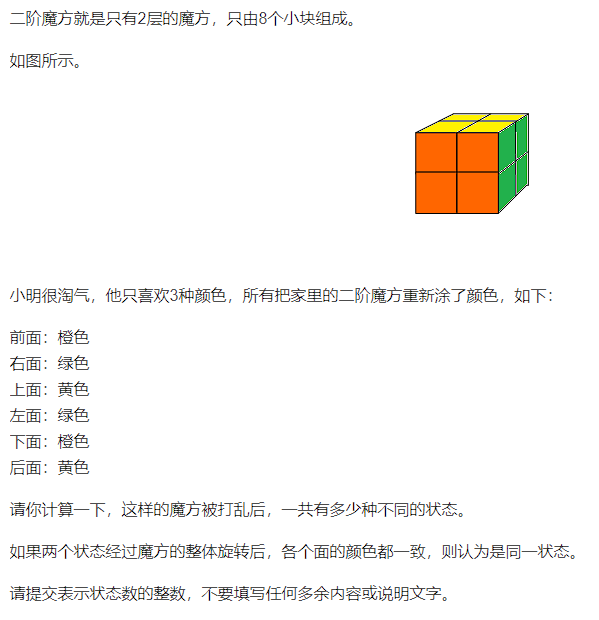 二阶魔方就是只有2层的魔方，只由8个小块组成。
如图所示。
小明很淘气，他只喜欢3种颜色，所有把家里的二阶魔方重新涂了颜色，如下：
前面：橙色
右面：绿色
上面：黄色
左面：绿色
下面：橙色
后面：黄色
请你计算一下，这样的魔方被打乱后，一共有多少种不同的状态。
如果两个状态经过魔方的整体旋转后，各个面的颜色都一致，则认为是同一状态。
请提交表示状态数的整数，不要填写任何多余内容或说明文字。